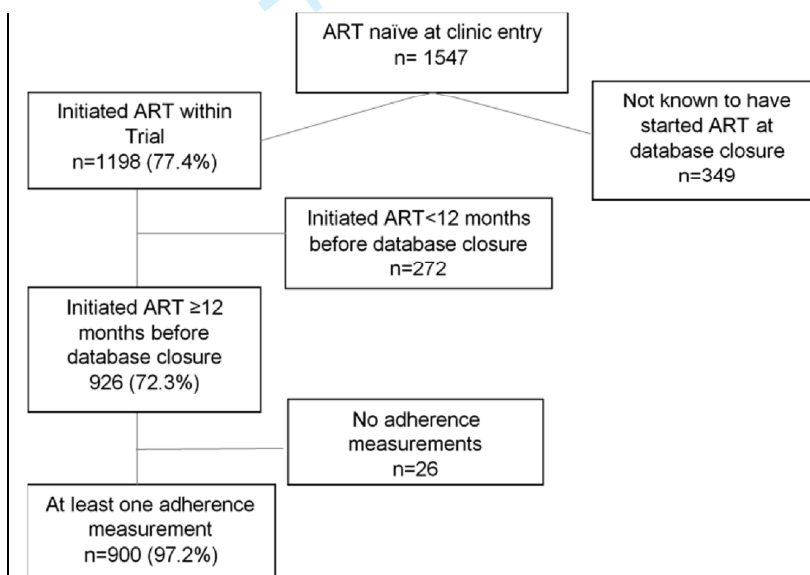 ART naïve at clinic entry
n= 1547
Initiated ART within
Trial
n=1198 (77.4%)
Not known to have
started ART at
database closure
n=349
Initiated ART<12 months
before database closure
n=272
Initiated ART ≥12
months before
database closure
926 (72.3%)
No adherence
measurements
n=26
At least one adherence
measurement
n=900 (97.2%)